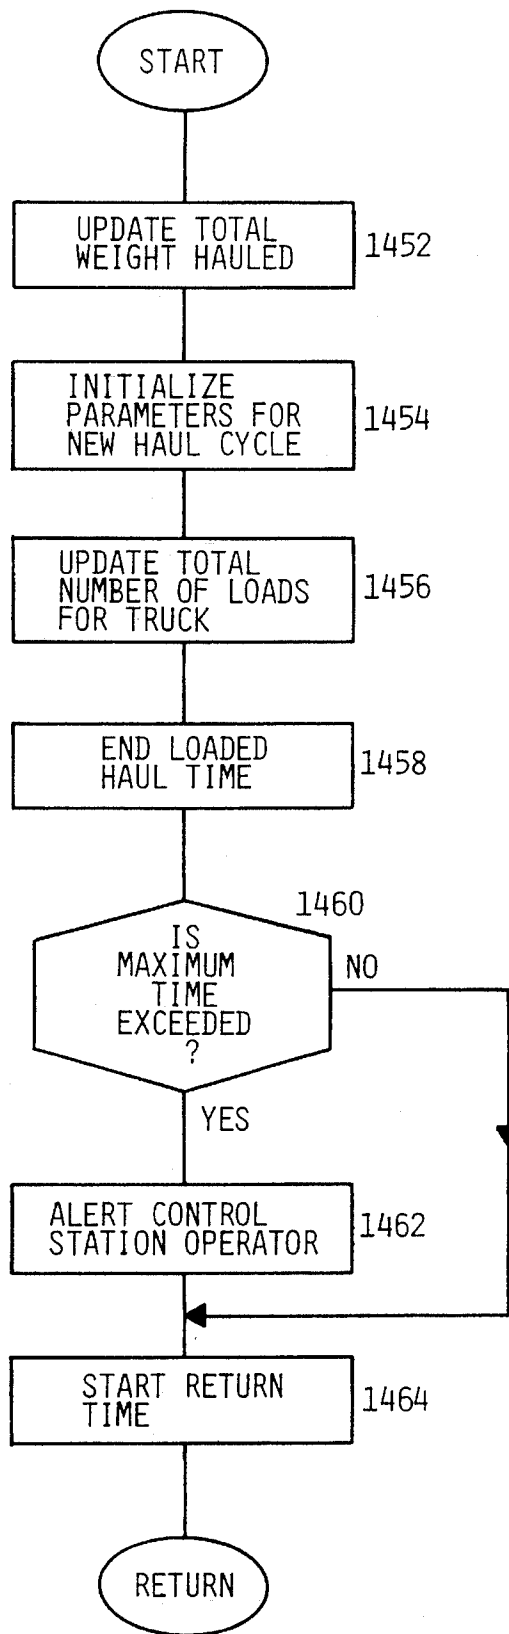 START
UPDATE TOTAL
WEIGHT HAULED
1452
INITIALIZE
PARAMETERS FOR
NEW HAUL CYCLE
1454
UPDATE TOTAL
NUMBER OF LOADS
FOR TRUCK
1456
END LOADED
HAUL TIME
1458
1460
IS
MAXIMUM
TIME
EXCEEDED
?
NO
YES
ALERT CONTROL
STATION OPERATOR
1462
START RETURN
TIME
1464
RETURN